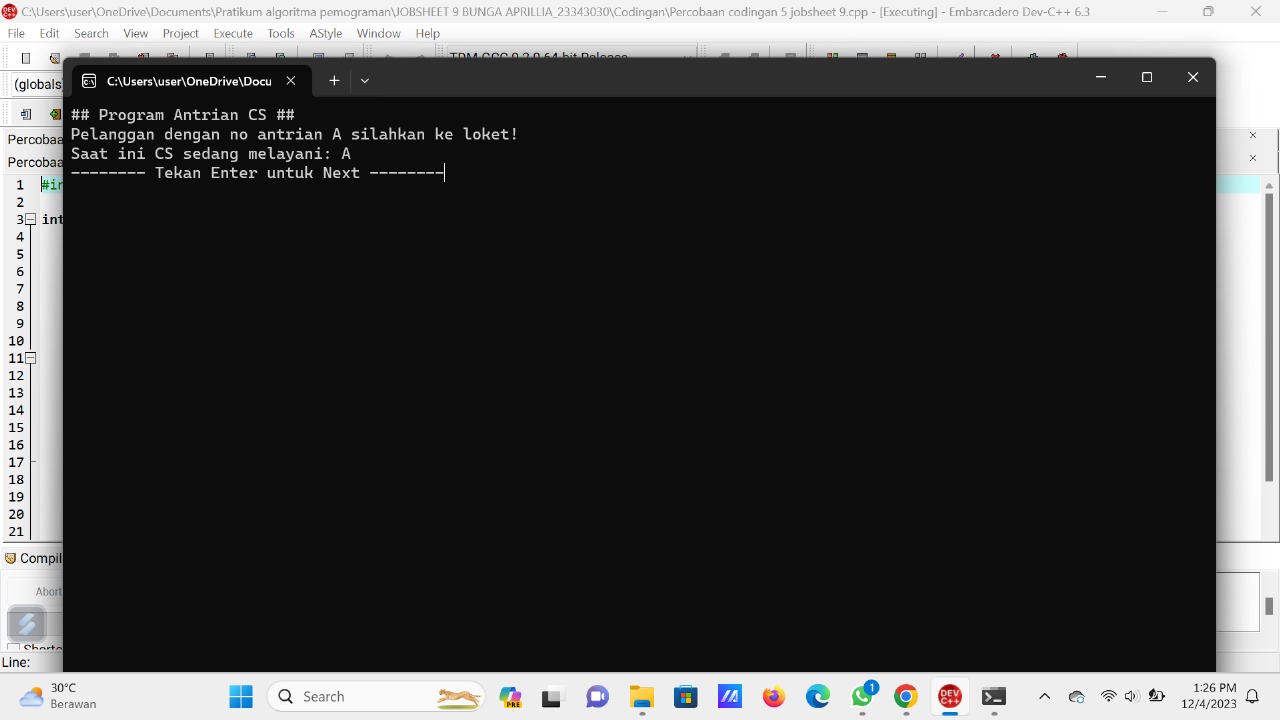 C:\Users\user\OneDrive\Documents\Pratikum algoritma pemograman\JOBSHEET 9 BUNGA APRILLIA_23343030\Codingan\Percobaan codingan 5 jobsheet 9.cpp - [Executing] - Embarcadero Dev-C++ 6.3
File Edit Search View Project Execute Tools AStyle Window Help
TDM-GCC 9.2.0 64-bit Release
(globals)
C:\Users\user\OneDrive\Docu
## Program Antrian CS ##
Pelanggan dengan no antrian A silahkan ke loket!
Saat ini CS sedang melayani: A
-------- Tekan Enter untuk Next --------
Percobaa
Percobaa
1 #in
2
3 int
4
5
6
7
8
9
10
11
12
13
14
15
16
17
18
19
20
21
Compil
Abort
Shorte
Line:
30°C
Berawan
Search
PRE
1
DEV
C++
1:26 PM
12/4/2023